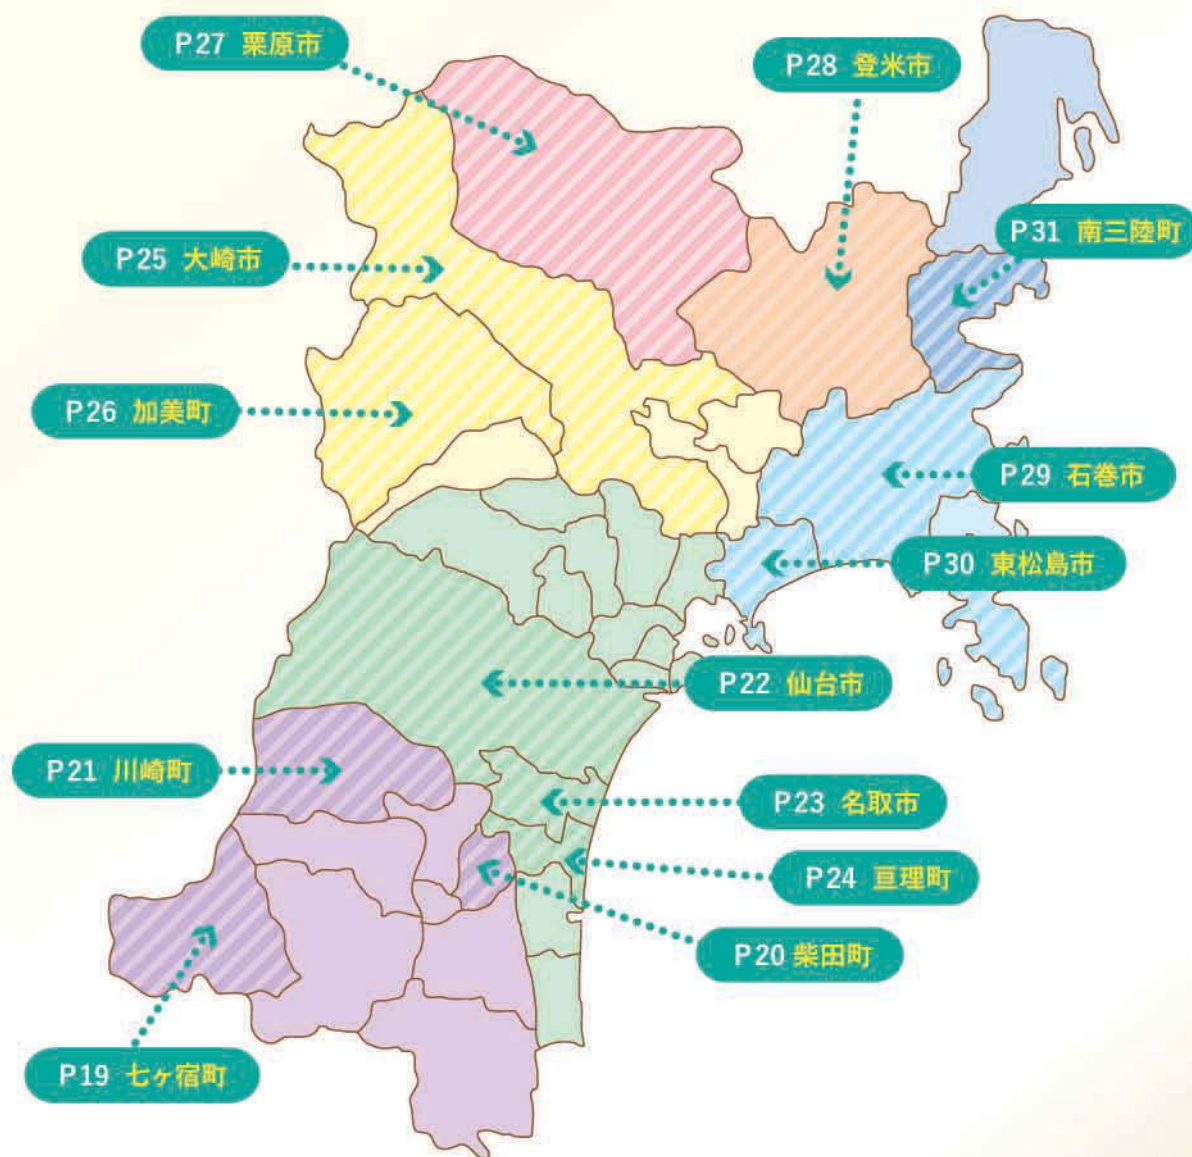 P27 栗原市
P28 登米市
P31 南三陸町
P25 大崎市
P26 加美町
P29 石巻市
P30 東松島市
P22 仙台市
P21 川崎町
P23 名取市
P24 亘理町
P20 柴田町
P19 七ヶ宿町